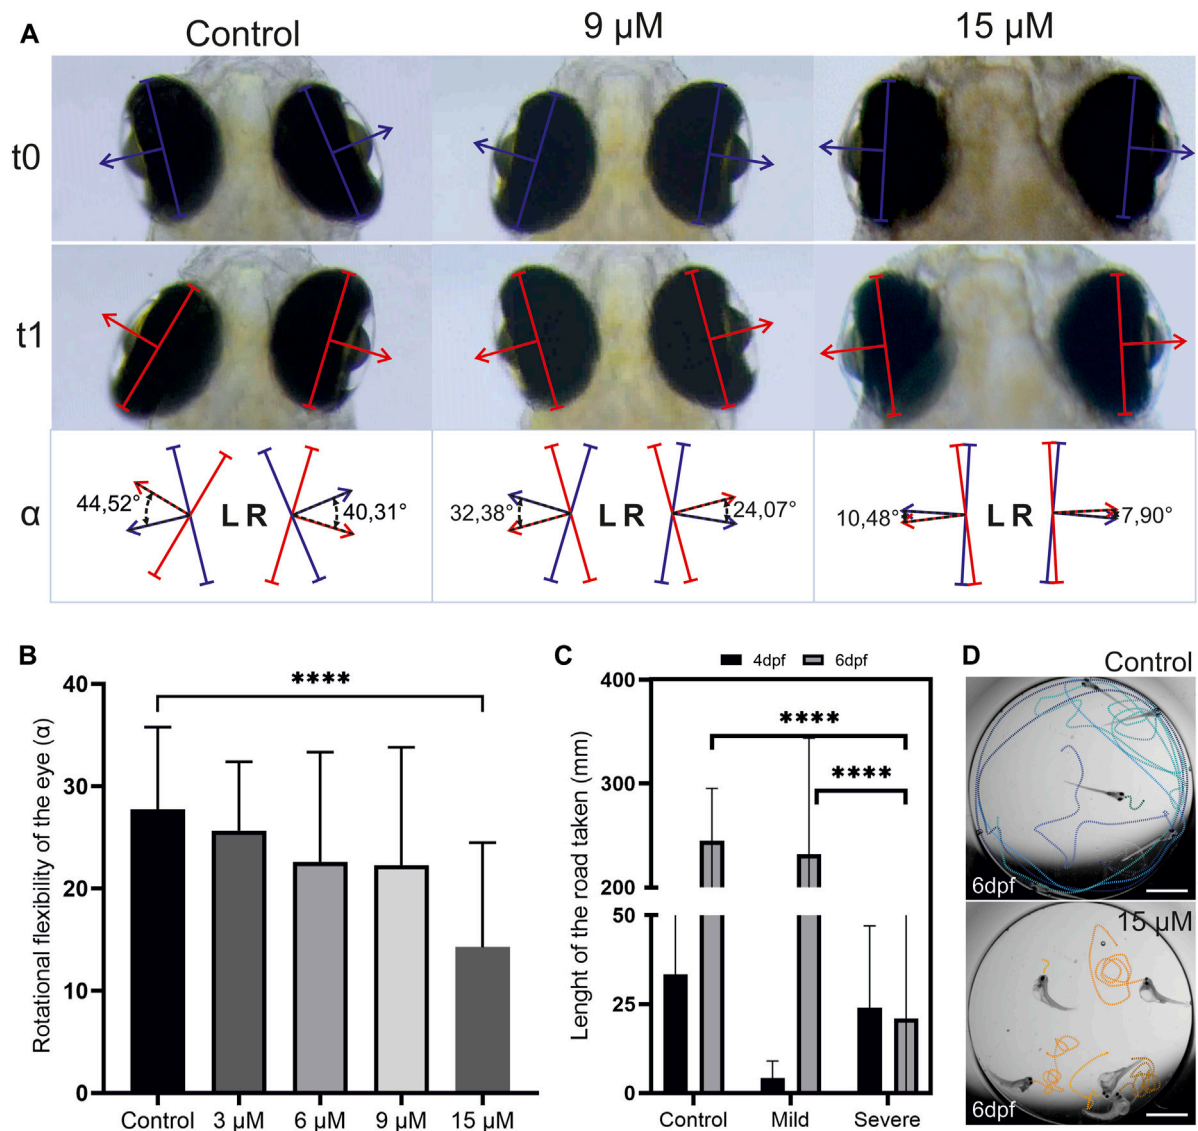 A
Control
9 µM
15 µM
t0
t1
α
44,52°
L R
40,31°
32,38°
L R
24,07°
10,48°
L R
7,90°
B
Rotational flexibility of the eye (α)
40
30
20
10
0
****
Control
3 µM
6 µM
9 µM
15 µM
C
4dpf
6dpf
Lenght of the road taken (mm)
400
300
200
50
25
0
****
****
Control
Mild
Severe
D
Control
6dpf
15 µM
6dpf